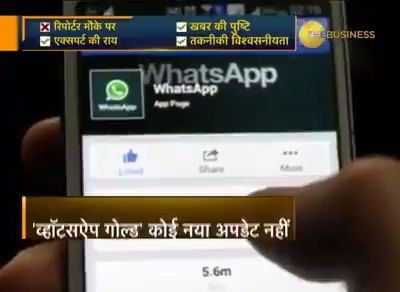 रिपोर्टर मौके पर
खबर की पुष्टि
ZEE BUSINESS
एक्सपर्ट की राय
तकनीकी विश्वसनीयता
WhatsApp
WhatsApp
App Page
WhatsApp
Liked
Share
More
'व्हॉट्सऐप गोल्ड' कोई नया अपडेट नहीं
5.6m